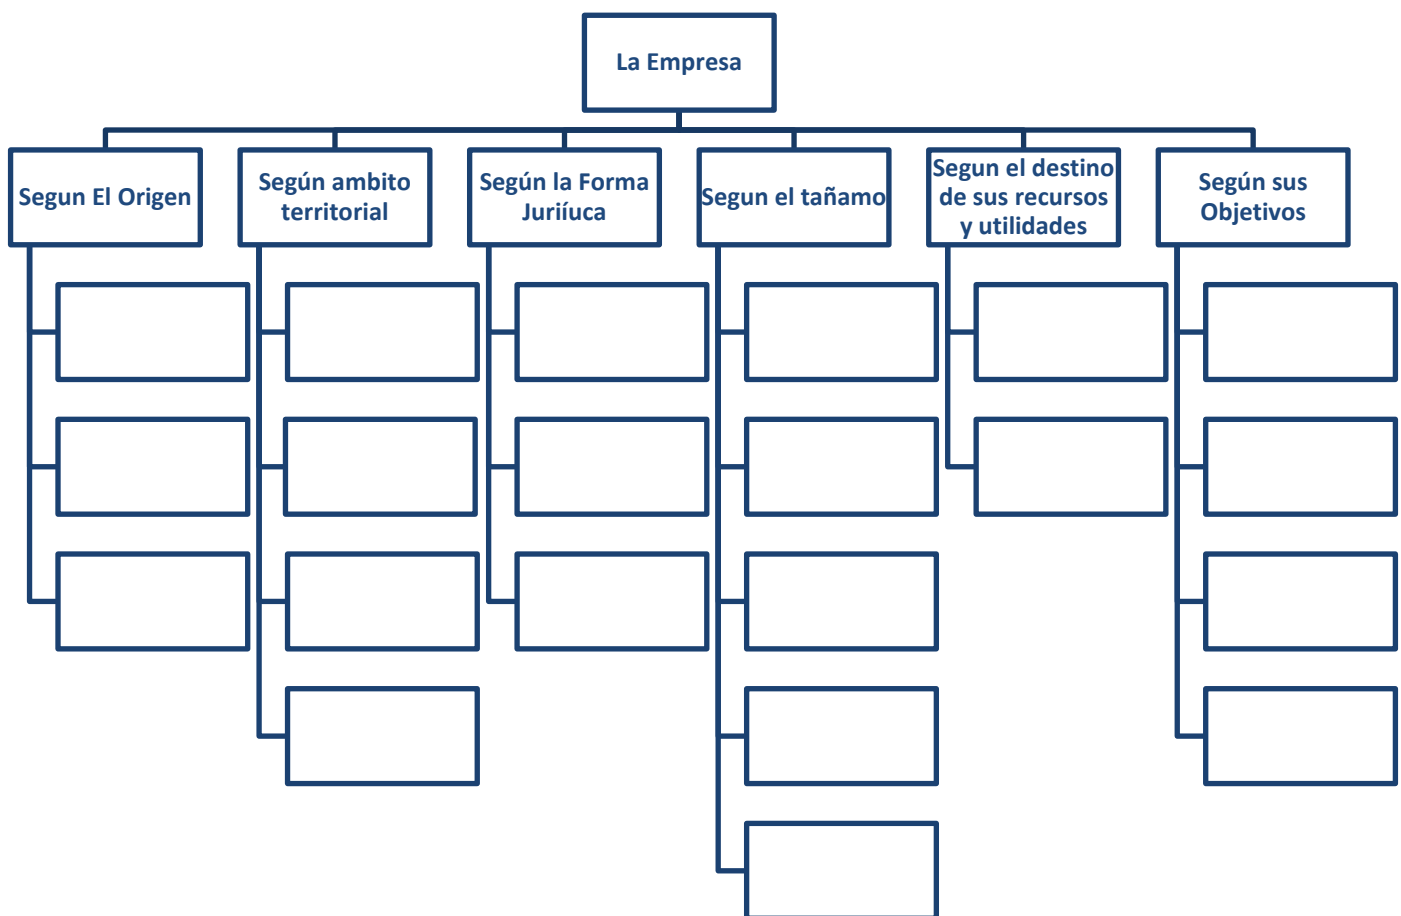 La Empresa
Segun El Origen
Según ambito
territorial
Según la Forma
Juriíuca
Segun el tañamo
Segun el destino
de sus recursos
y utilidades
Según sus
Objetivos